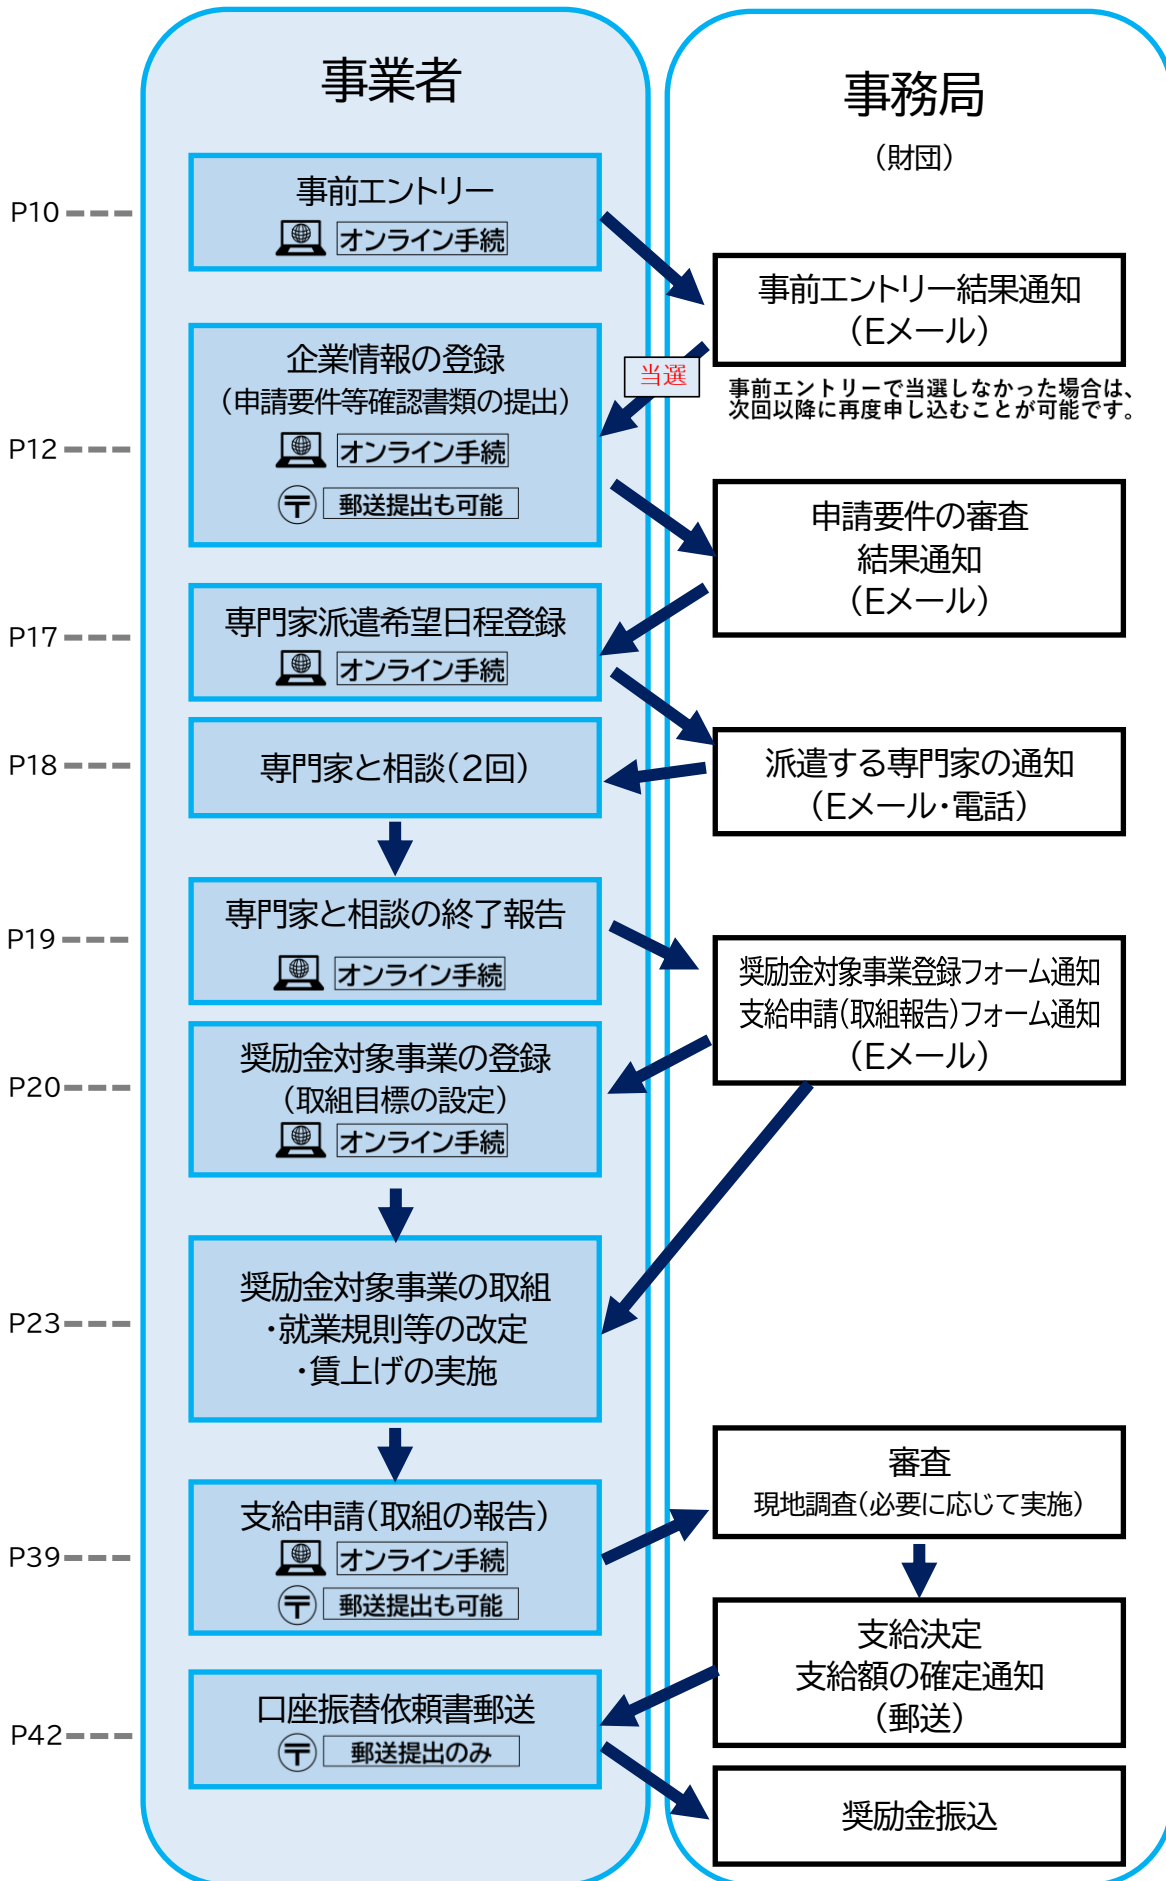 事業者
事務局
（財団）
P10
事前エントリー
オンライン手続
事前エントリー結果通知
（Eメール）
当選
事前エントリーで当選しなかった場合は、
次回以降に再度申し込むことが可能です。
P12
企業情報の登録
（申請要件等確認書類の提出）
オンライン手続
〒 郵送提出も可能
申請要件の審査
結果通知
（Eメール）
P17
専門家派遣希望日程登録
オンライン手続
P18
専門家と相談（２回）
派遣する専門家の通知
（Eメール・電話）
P19
専門家と相談の終了報告
オンライン手続
奨励金対象事業登録フォーム通知
支給申請（取組報告）フォーム通知
（Eメール）
P20
奨励金対象事業の登録
（取組目標の設定）
オンライン手続
P23
奨励金対象事業の取組
・就業規則等の改定
・賃上げの実施
P39
支給申請（取組の報告）
オンライン手続
〒 郵送提出も可能
審査
現地調査（必要に応じて実施）
支給決定
支給額の確定通知
（郵送）
P42
口座振替依頼書郵送
〒 郵送提出のみ
奨励金振込